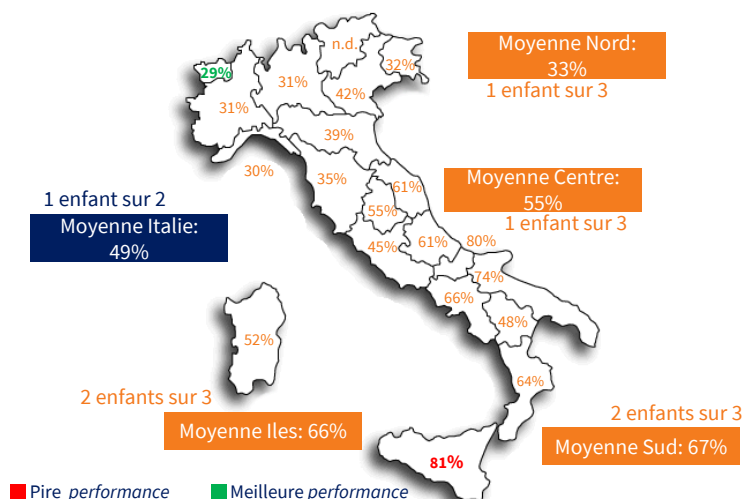 n.d.
Moyenne Nord:
33%
1 enfant sur 3
29%
32%
31%
42%
31%
39%
30%
35%
61%
Moyenne Centre:
55%
1 enfant sur 3
1 enfant sur 2
Moyenne Italie:
49%
55%
45%
61%
80%
74%
66%
48%
52%
64%
2 enfants sur 3
Moyenne Iles: 66%
2 enfants sur 3
Moyenne Sud: 67%
81%
Pire performance
Meilleure performance